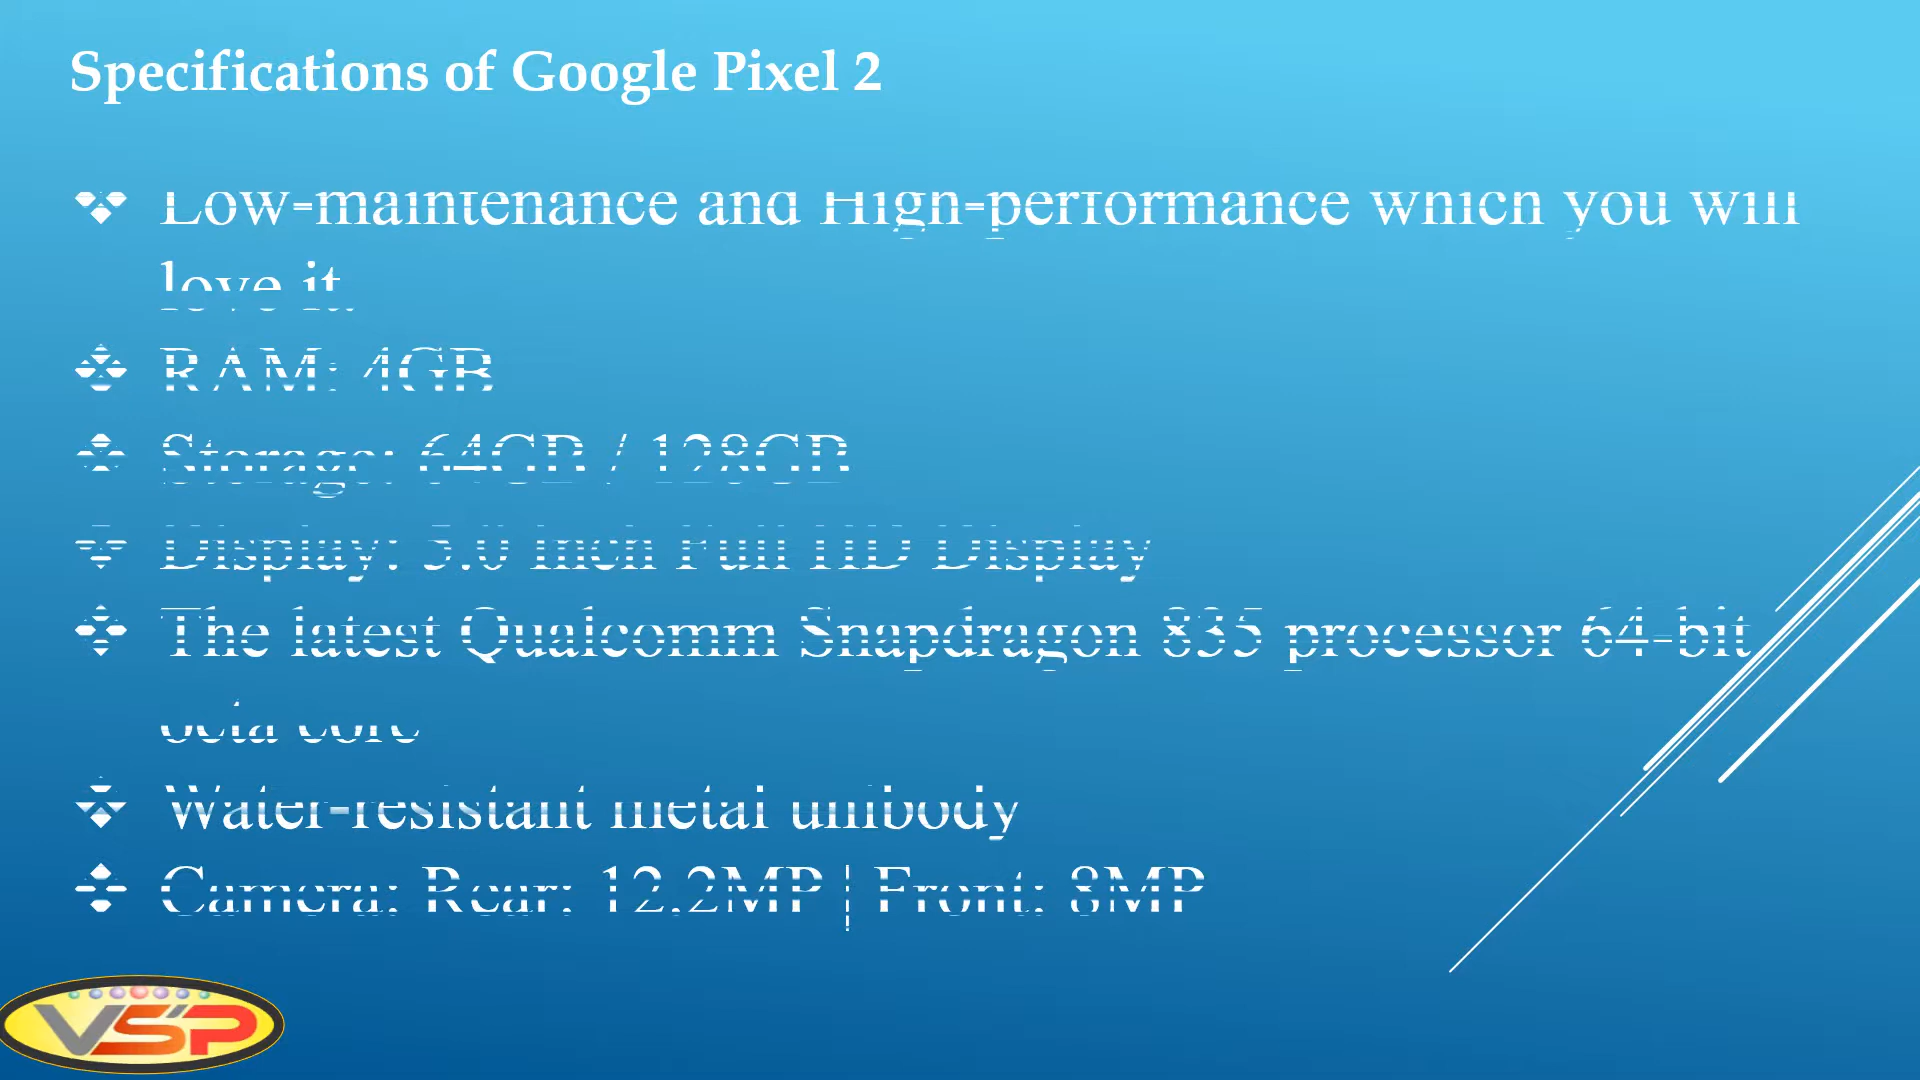 Specifications of Google Pixel 2
❖ Low-maintenance and High-performance which you will
love it.
❖ RAM: 4GB
❖ Storage: 64GB / 128GB
❖ Display: 5.0 inch Full HD Display
❖ The latest Qualcomm Snapdragon 835 processor 64-bit
octa core
❖ Water-resistant metal unibody
❖ Camera: Rear: 12.2MP | Front: 8MP
VSP